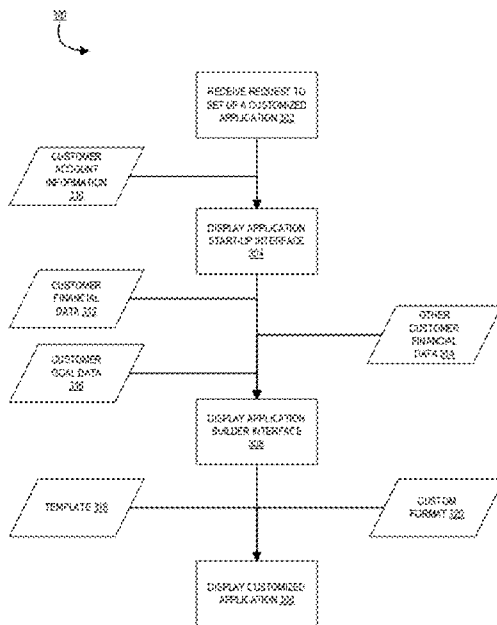 RECEIVE REQUEST TO
SET UP A CUSTOMIZED
APPLICATION
CUSTOMER
ACCOUNT
INFORMATION
DISPLAY APPLICATION
START-UP INTERFACE
CUSTOMER
FINANCIAL
DATA
OTHER
CUSTOMER
FINANCIAL
DATA
CUSTOMER
GOAL DATA
DISPLAY APPLICATION
BUILDER INTERFACE
TEMPLATE
CUSTOM
FORMAT
DISPLAY CUSTOMIZED
APPLICATION